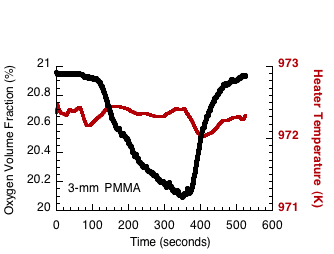 21
20.8
20.6
20.4
20.2
20
Oxygen Volume Fraction (%)
973
972
971
Heater Temperature (K)
3-mm PMMA
0 100 200 300 400 500 600
Time (seconds)